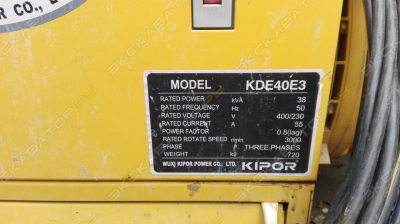 R CO., L
MODEL KDE40E3
RATED POWER kVA 38
RATED FREQUENCY Hz 50
RATED VOLTAGE V 400/230
RATED CURRENT A 55
POWER FAUTOR 0.8(lag)
RATED ROTATE SPEED r/min 3000
PHASE THREE.PHASES
WEIGHT kg 720
WUXI KIPOR POWER CO., LTD. KIPOR